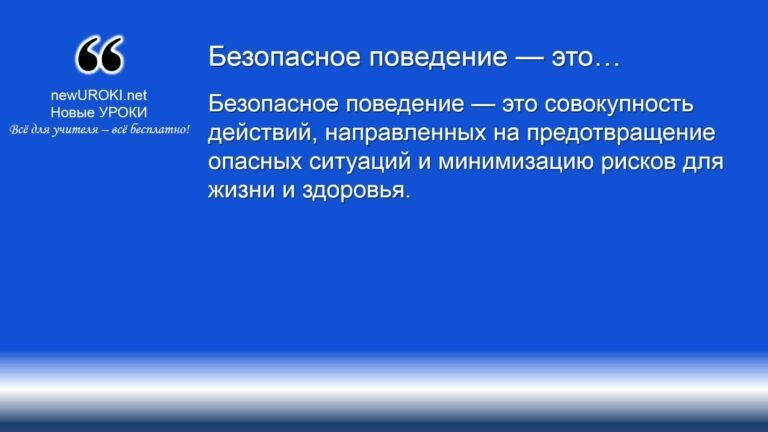 newUROKI.net
Новые УРОКИ
Всё для учителя – всё бесплатно!
Безопасное поведение — это…
Безопасное поведение — это совокупность
действий, направленных на предотвращение
опасных ситуаций и минимизацию рисков для
жизни и здоровья.